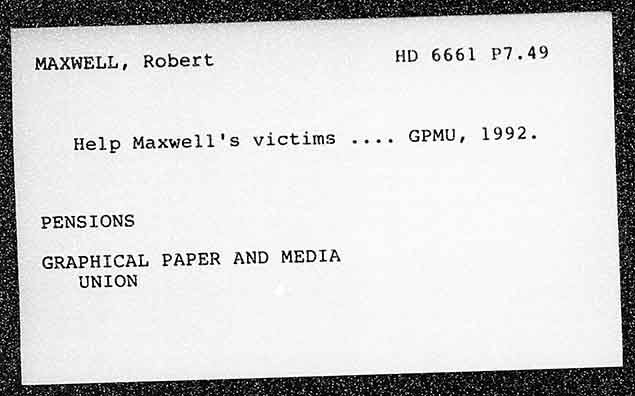 MAXWELL, Robert HD 6661 P7.49
Help Maxwell's victims .... GPMU, 1992.
PENSIONS
GRAPHICAL PAPER AND MEDIA
UNION